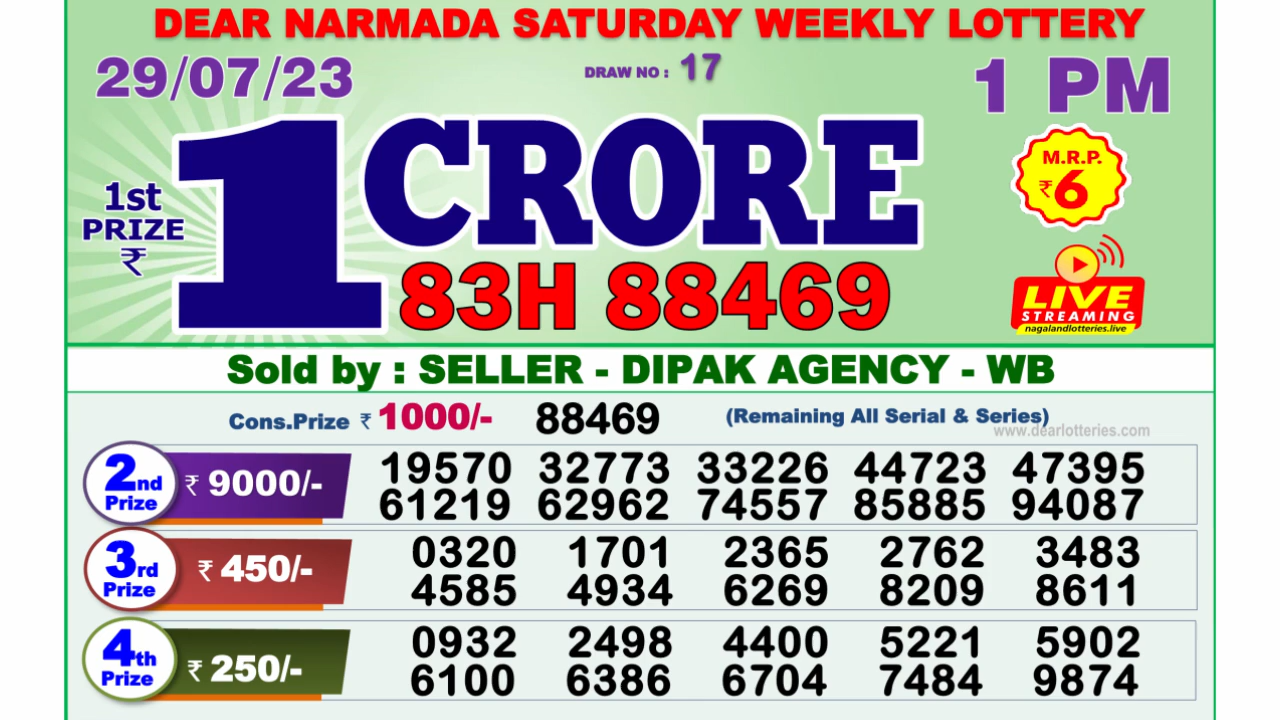 DEAR NARMADA SATURDAY WEEKLY LOTTERY
29/07/23 DRAW NO : 17 1 PM
1st PRIZE ₹ 1 CRORE
M.R.P. ₹ 6
83H 88469
LIVE STREAMING
nagalandlotteries.live
Sold by : SELLER - DIPAK AGENCY - WB
Cons.Prize ₹ 1000/- 88469 (Remaining All Serial & Series)
www.dearlotteries.com
2nd Prize ₹ 9000/-
19570 32773 33226 44723 47395
61219 62962 74557 85885 94087
3rd Prize ₹ 450/-
0320 1701 2365 2762 3483
4585 4934 6269 8209 8611
4th Prize ₹ 250/-
0932 2498 4400 5221 5902
6100 6386 6704 7484 9874